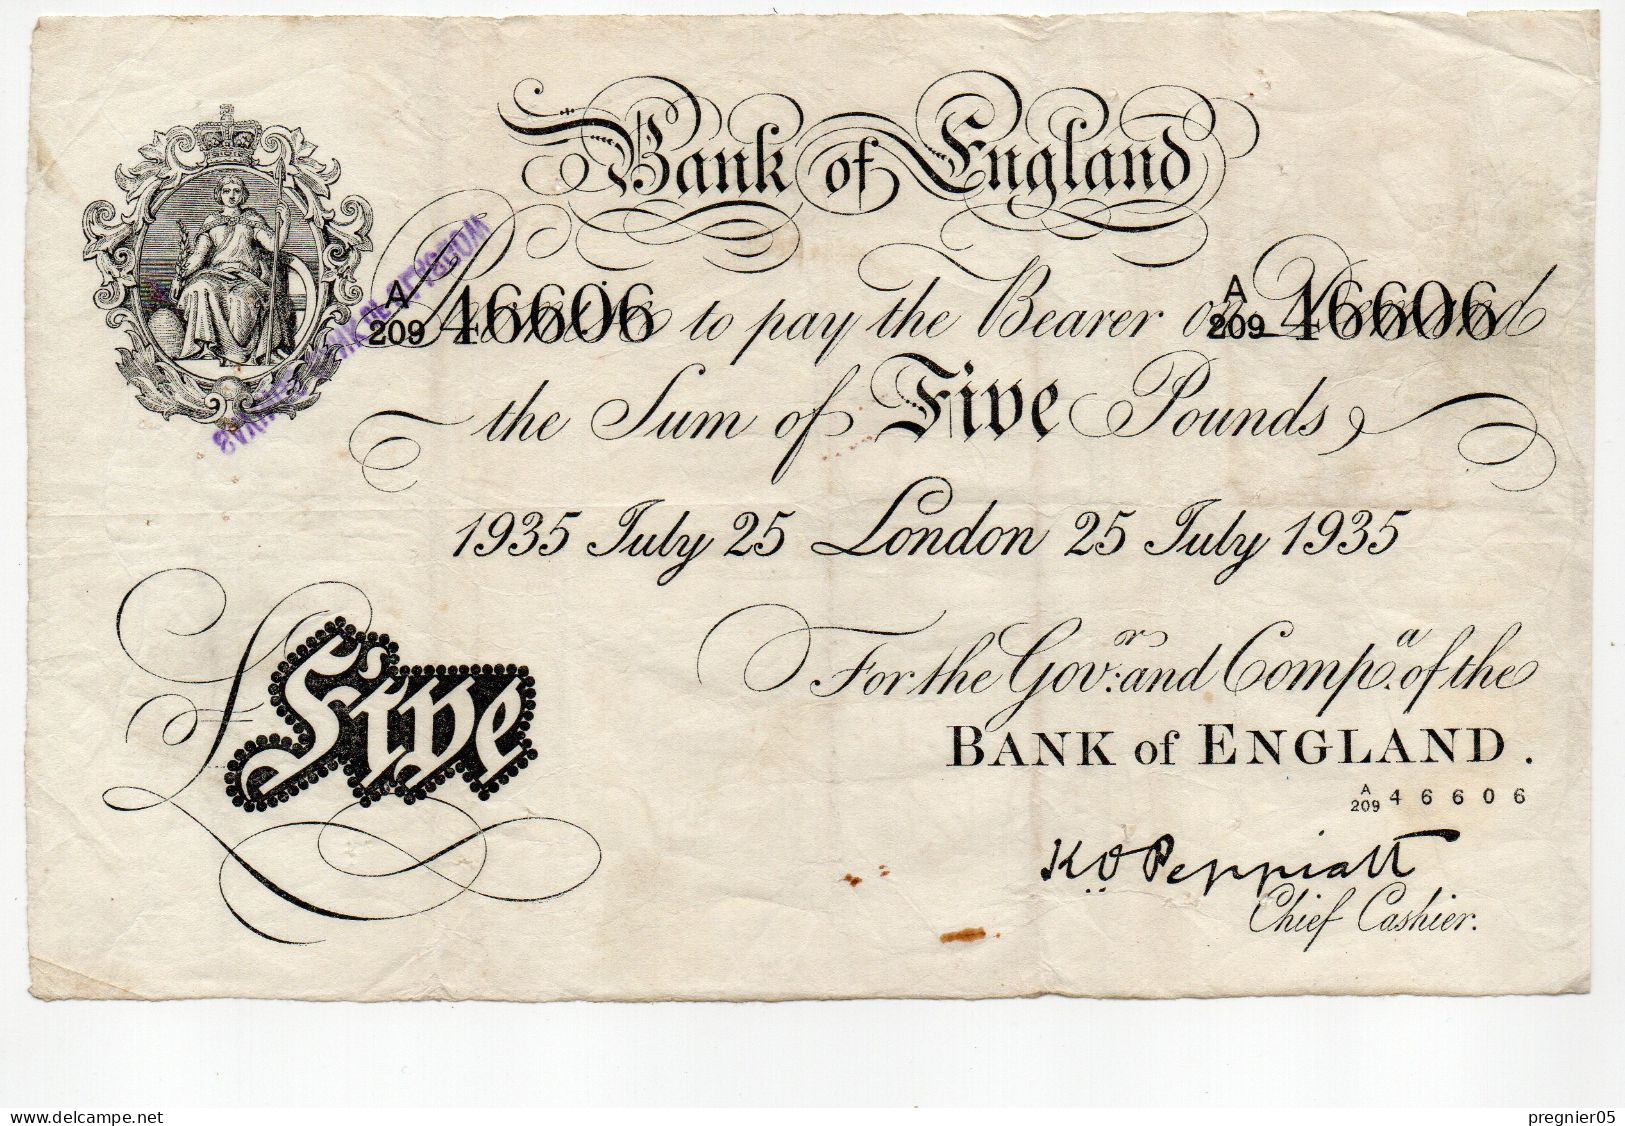 Bank of England
A
209 46606 Promise to pay the Bearer on Demand A
209 46606
the Sum of Five Pounds
1935 July 25 London 25 July 1935
For the Govr: and Compa. of the
BANK of ENGLAND.
£Five
A
209 46606
K O Peppiatt
Chief Cashier.
www.delcampe.net
pregnier05